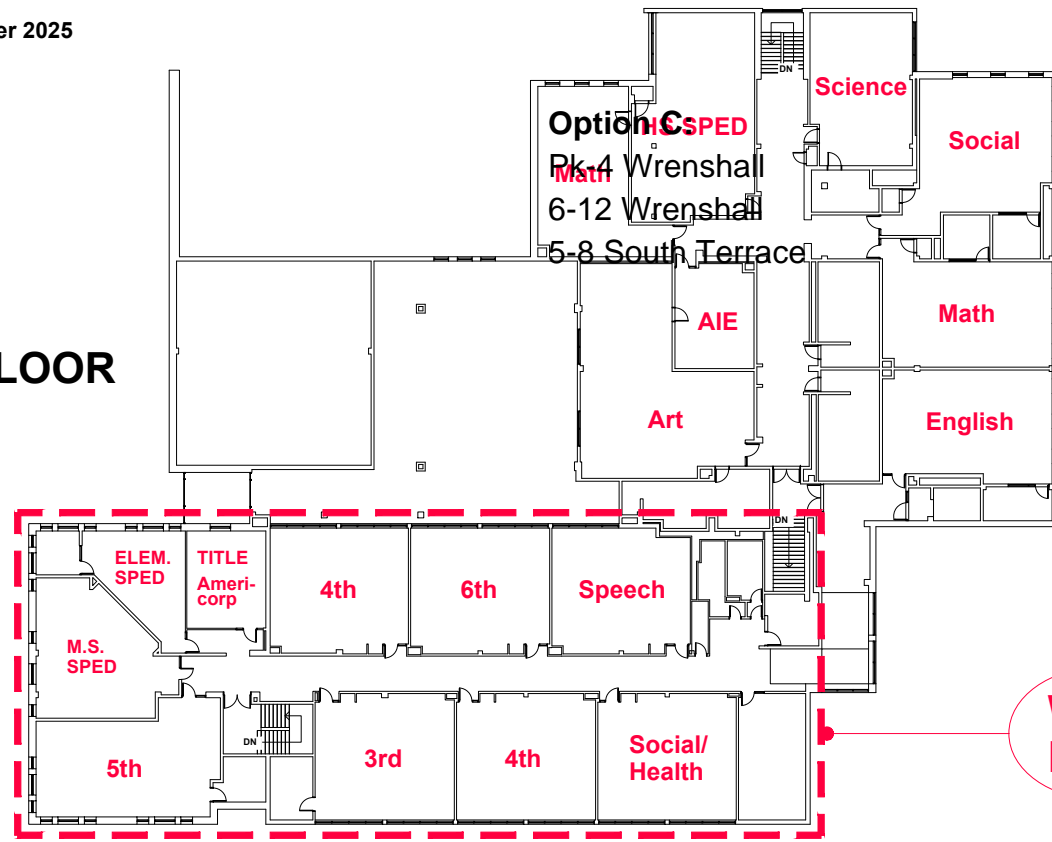 er 2025
DN
Science
Option C:
HS SPED
Social
Pk-4 Wrenshall
Math
6-12 Wrenshall
5-8 South Terrace
AIE
Math
LOOR
Art
English
DN
ELEM.
SPED
TITLE
Ameri-
corp
4th
6th
Speech
M.S.
SPED
DN
5th
3rd
4th
Social/
Health